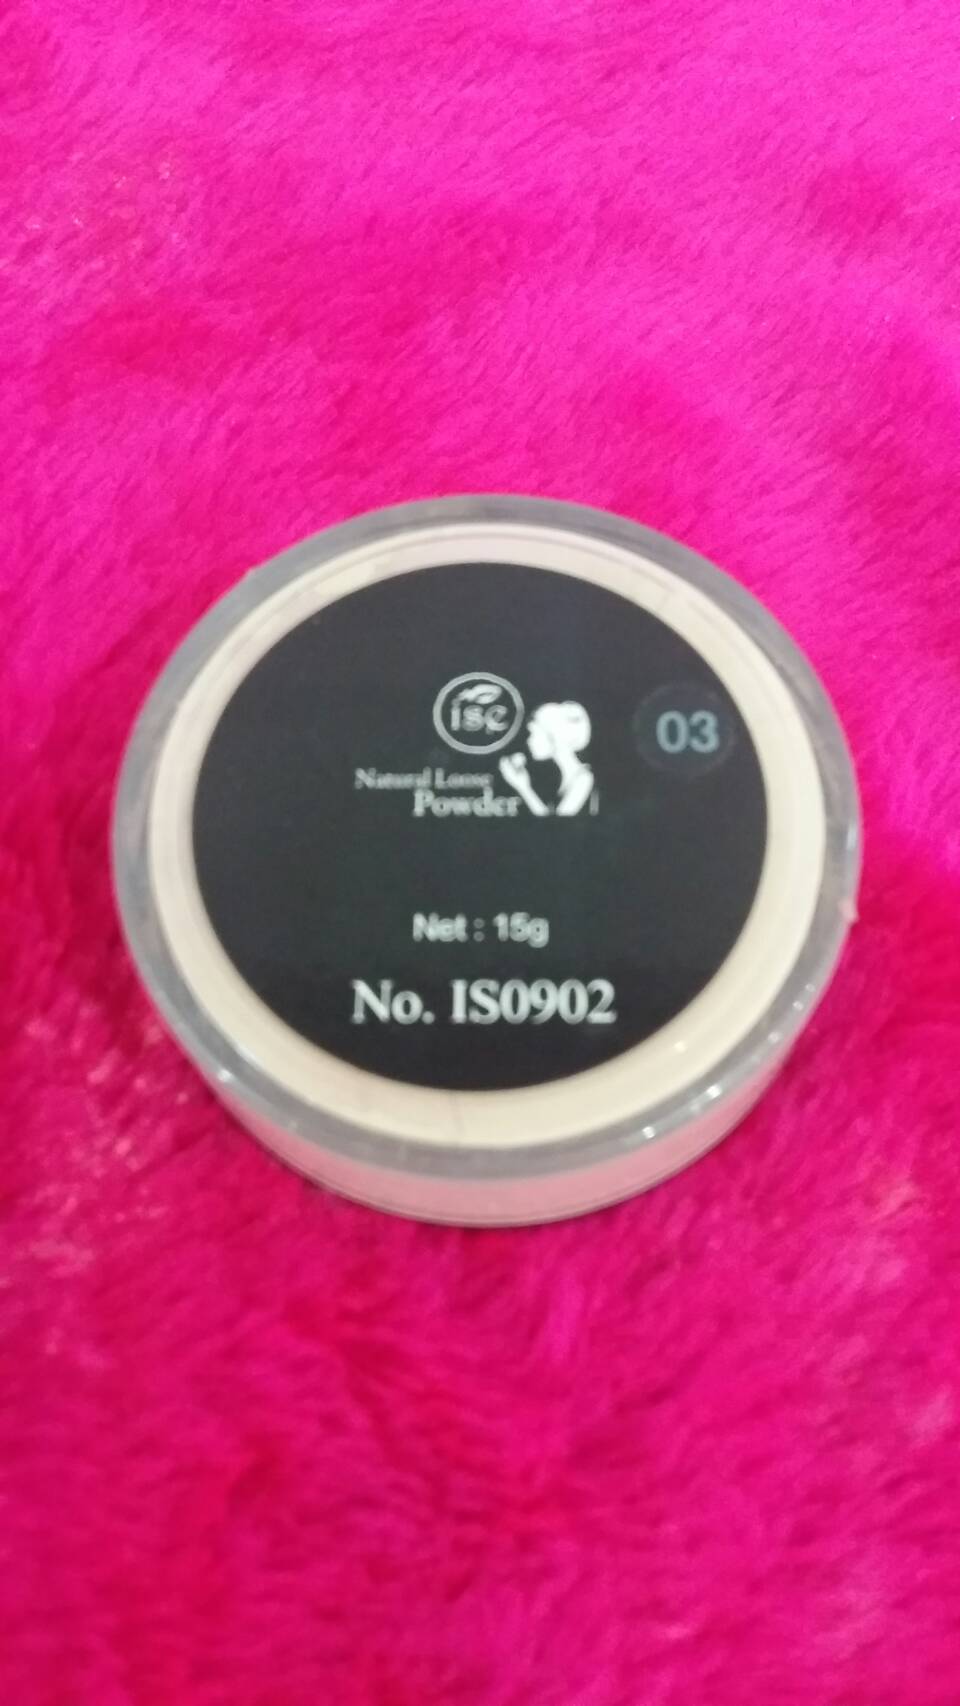 isc
03
Natural Loose
Powder
Net : 15g
No. IS0902